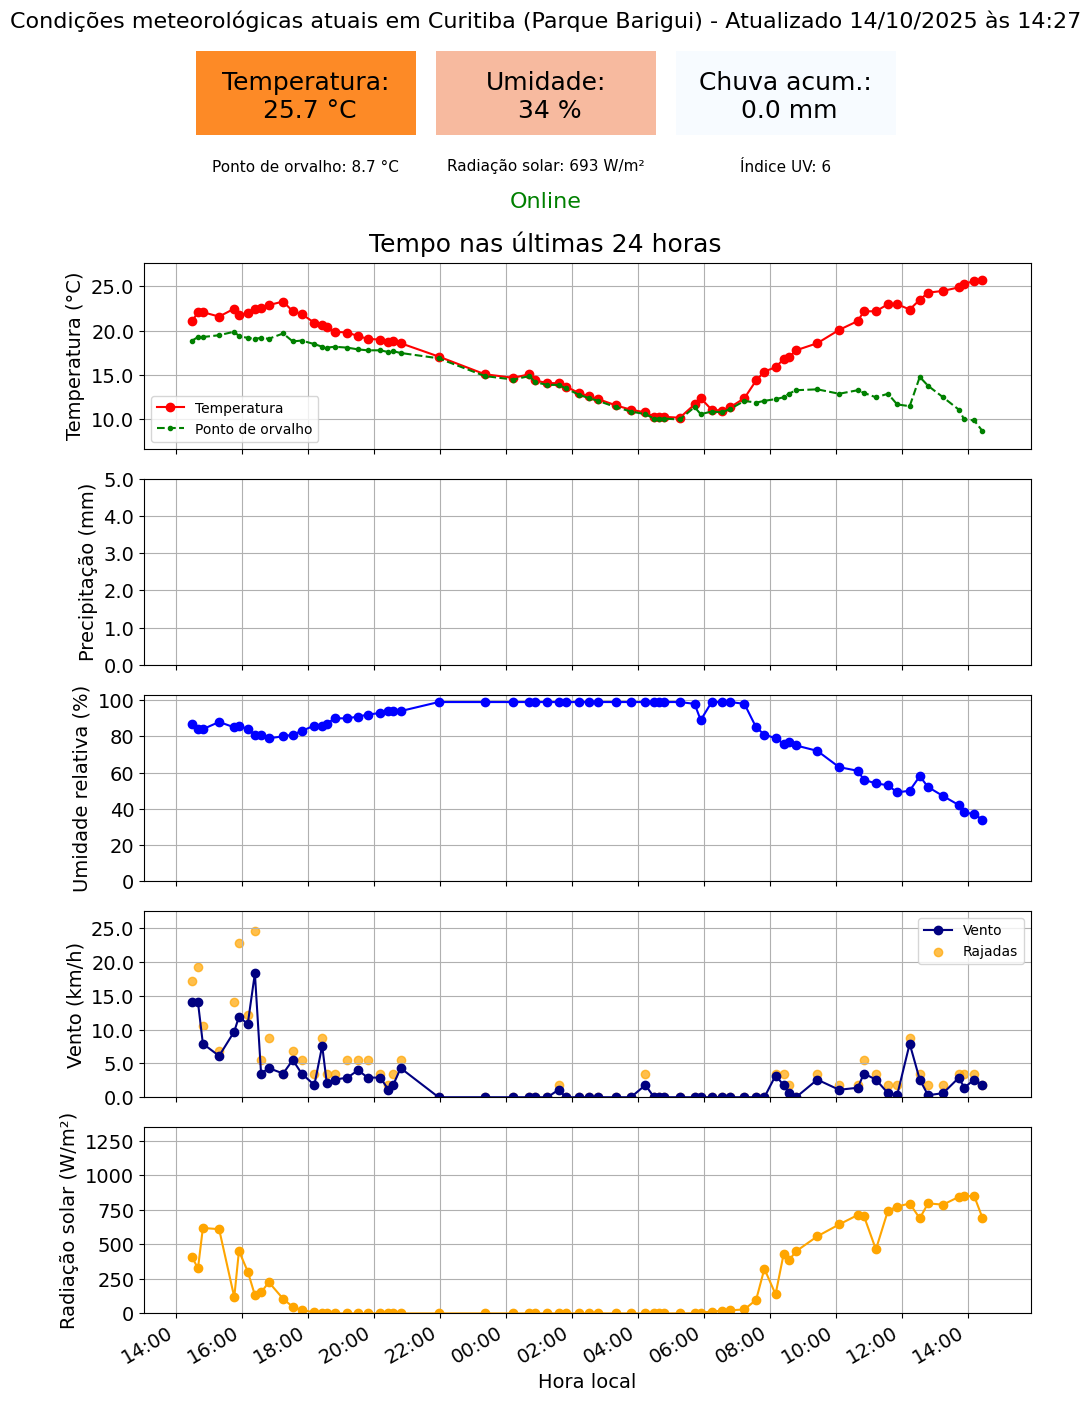 Condições meteorológicas atuais em Curitiba (Parque Barigui) - Atualizado 14/10/2025 às 14:27
Temperatura:
25.7 °C
Umidade:
34 %
Chuva acum.:
0.0 mm
Ponto de orvalho: 8.7 °C
Radiação solar: 693 W/m²
Índice UV: 6
Online
Tempo nas últimas 24 horas
Temperatura (°C)
25.0
20.0
15.0
10.0
Temperatura
Ponto de orvalho
Precipitação (mm)
5.0
4.0
3.0
2.0
1.0
0.0
Umidade relativa (%)
100
80
60
40
20
0
Vento (km/h)
25.0
20.0
15.0
10.0
5.0
0.0
Vento
Rajadas
Radiação solar (W/m²)
1250
1000
750
500
250
0
14:00
16:00
18:00
20:00
22:00
00:00
02:00
04:00
06:00
08:00
10:00
12:00
14:00
Hora local